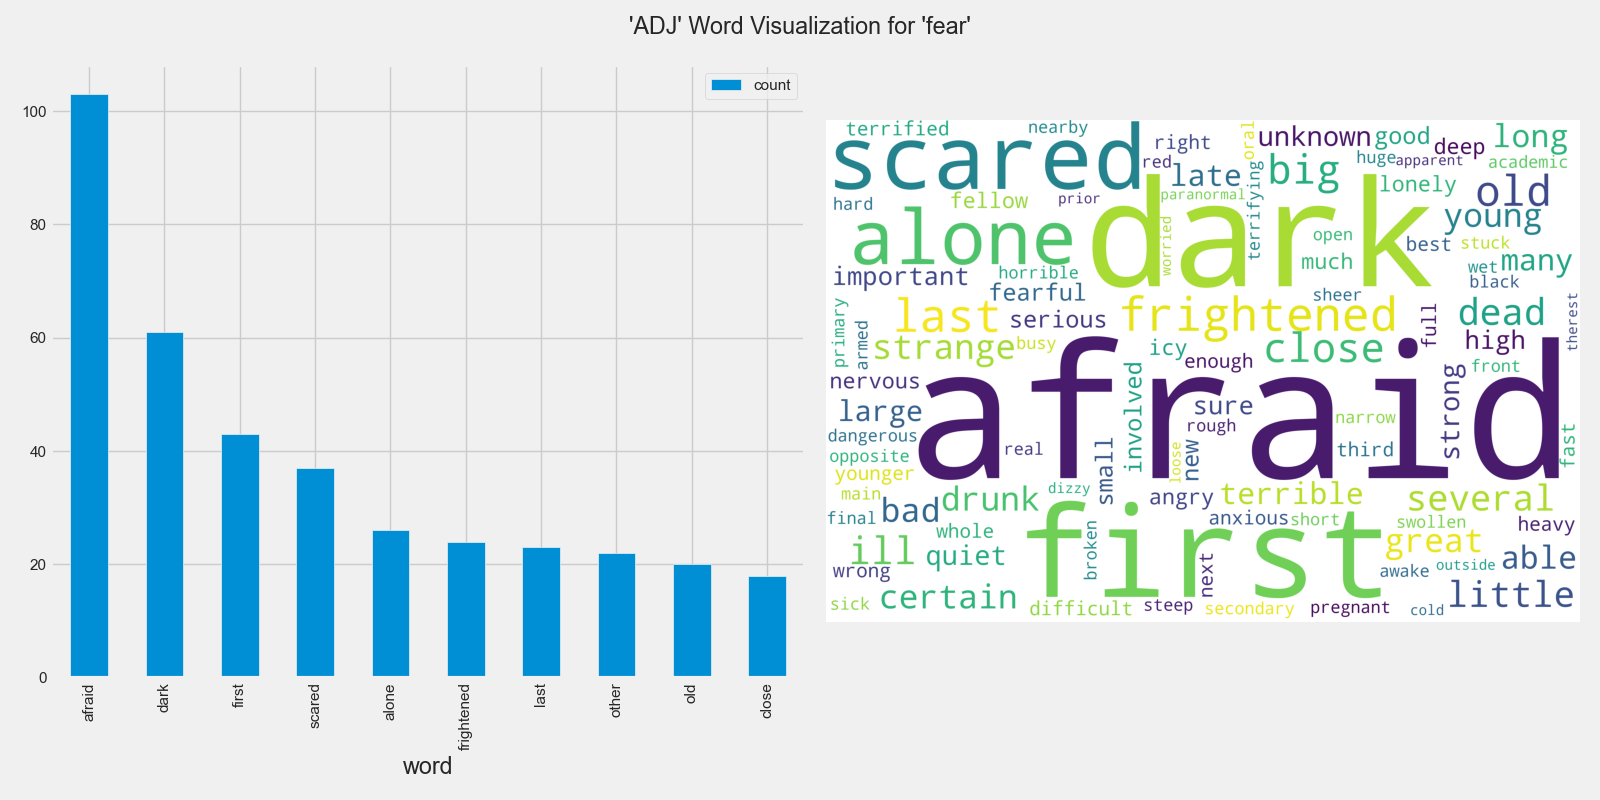 'ADJ' Word Visualization for 'fear'
count
100
80
60
40
20
0
afraid
dark
first
scared
alone
frightened
last
other
old
close
word
terrified
nearby
scared
right
oral
unknown
good
deep
long
red
late
big
huge
apparent
academic
hard
fellow
prior
paranormal
terrifying
lonely
old
alone
dark
young
worried
open
best
stuck
much
important
horrible
wet
many
fearful
black
sheer
primary
armed
last
serious
frightened
full
dead
therest
strange
busy
icy
close
high
enough
front
nervous
afraid
large
involved
sure
strong
narrow
dangerous
rough
third
fast
opposite
real
small
loose
new
younger
main
drunk
dizzy
angry
terrible
several
final
bad
whole
first
anxious
short
swollen
heavy
ill
quiet
broken
great
able
wrong
next
awake
outside
sick
certain
difficult
steep
secondary
pregnant
cold
little